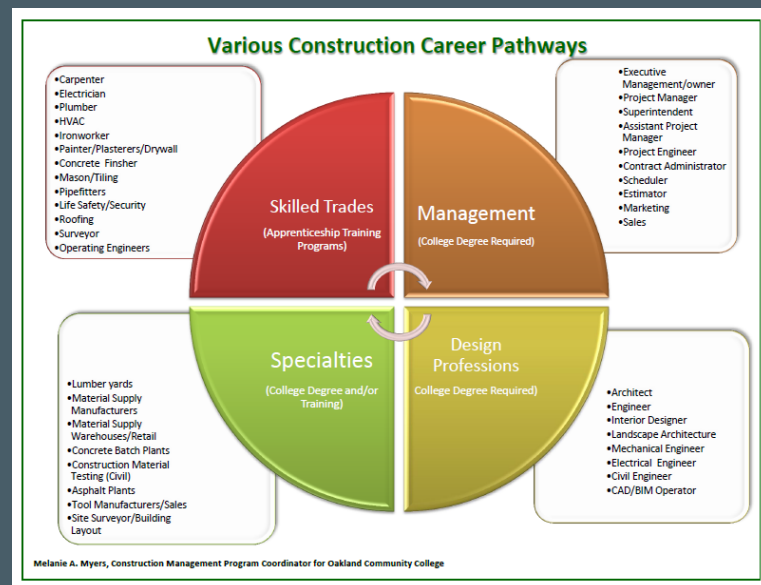 Various Construction Career Pathways
•Carpenter
•Electrician
•Plumber
•HVAC
•Ironworker
•Painter/Plasterers/Drywall
•Concrete Finsher
•Mason/Tiling
•Pipefitters
•Life Safety/Security
•Roofing
•Surveyor
•Operating Engineers
Skilled Trades
(Apprenticeship Training
Programs)
Management
(College Degree Required)
•Executive
Management/owner
•Project Manager
•Superintendent
•Assistant Project
Manager
•Project Engineer
•Contract Administrator
•Scheduler
•Estimator
•Marketing
•Sales
•Lumber yards
•Material Supply
Manufacturers
•Material Supply
Warehouses/Retail
•Concrete Batch Plants
•Construction Material
Testing (Civil)
•Asphalt Plants
•Tool Manufacturers/Sales
•Site Surveyor/Building
Layout
Specialties
(College Degree and/or
Training)
Design
Professions
College Degree Required)
•Architect
•Engineer
•Interior Designer
•Landscape Architecture
•Mechanical Engineer
•Electrical Engineer
•Civil Engineer
•CAD/BIM Operator
Melanie A. Myers, Construction Management Program Coordinator for Oakland Community College